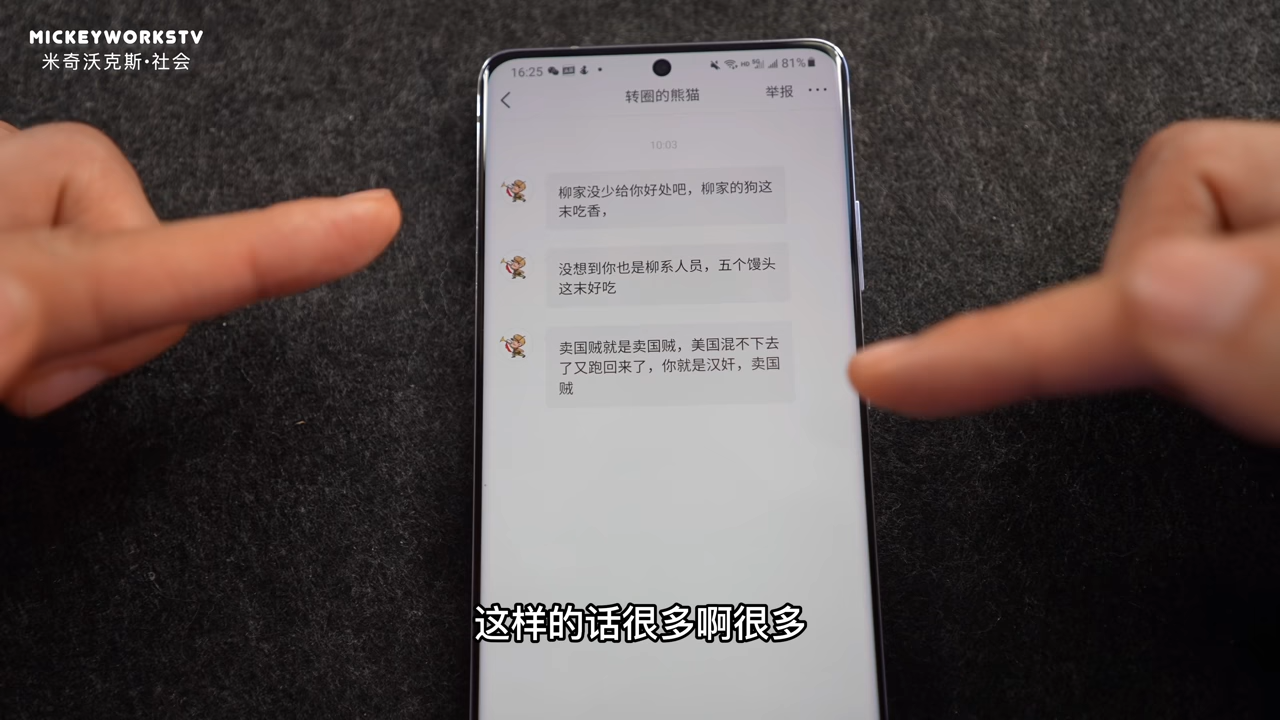 MICKEYWORKSTV
米奇沃克斯·社会
16:25
81%
转圈的熊猫
举报
10:03
柳家没少给你好处吧，柳家的狗这
末吃香，
没想到你也是柳系人员，五个馒头
这末好吃
卖国贼就是卖国贼，美国混不下去
了又跑回来了，你就是汉奸，卖国
贼
这样的话很多啊很多